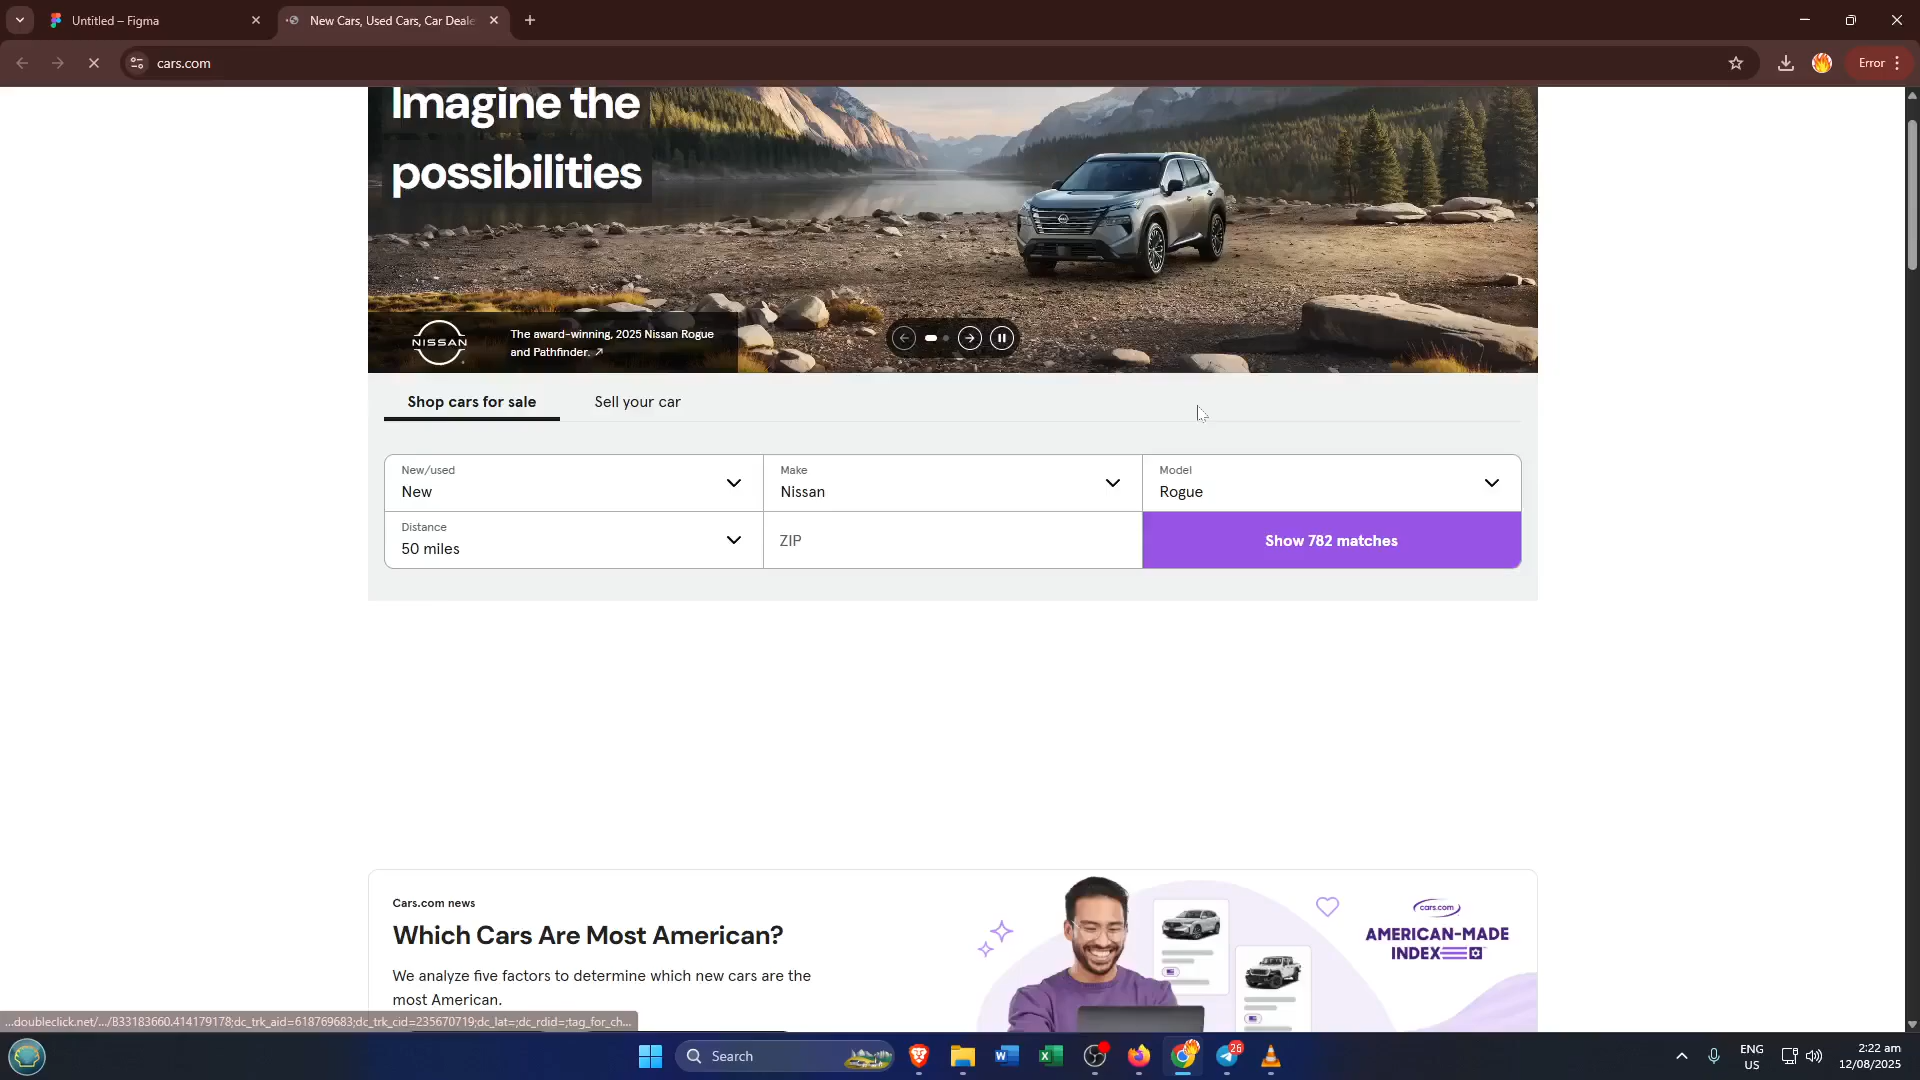 Untitled – Figma
New Cars, Used Cars, Car Deale
cars.com
Error
Imagine the
possibilities
NISSAN
The award-winning, 2025 Nissan Rogue
and Pathfinder.
Shop cars for sale
Sell your car
New/used
New
Make
Nissan
Model
Rogue
Distance
50 miles
ZIP
Show 782 matches
Cars.com news
Which Cars Are Most American?
We analyze five factors to determine which new cars are the
most American.
cars.com
AMERICAN-MADE
INDEX
...doubleclick.net/.../B33183660.414179178;dc_trk_aid=618769683;dc_trk_cid=235670719;dc_lat=;dc_rdid=;tag_for_ch...
Search
26
ENG
US
2:22 am
12/08/2025